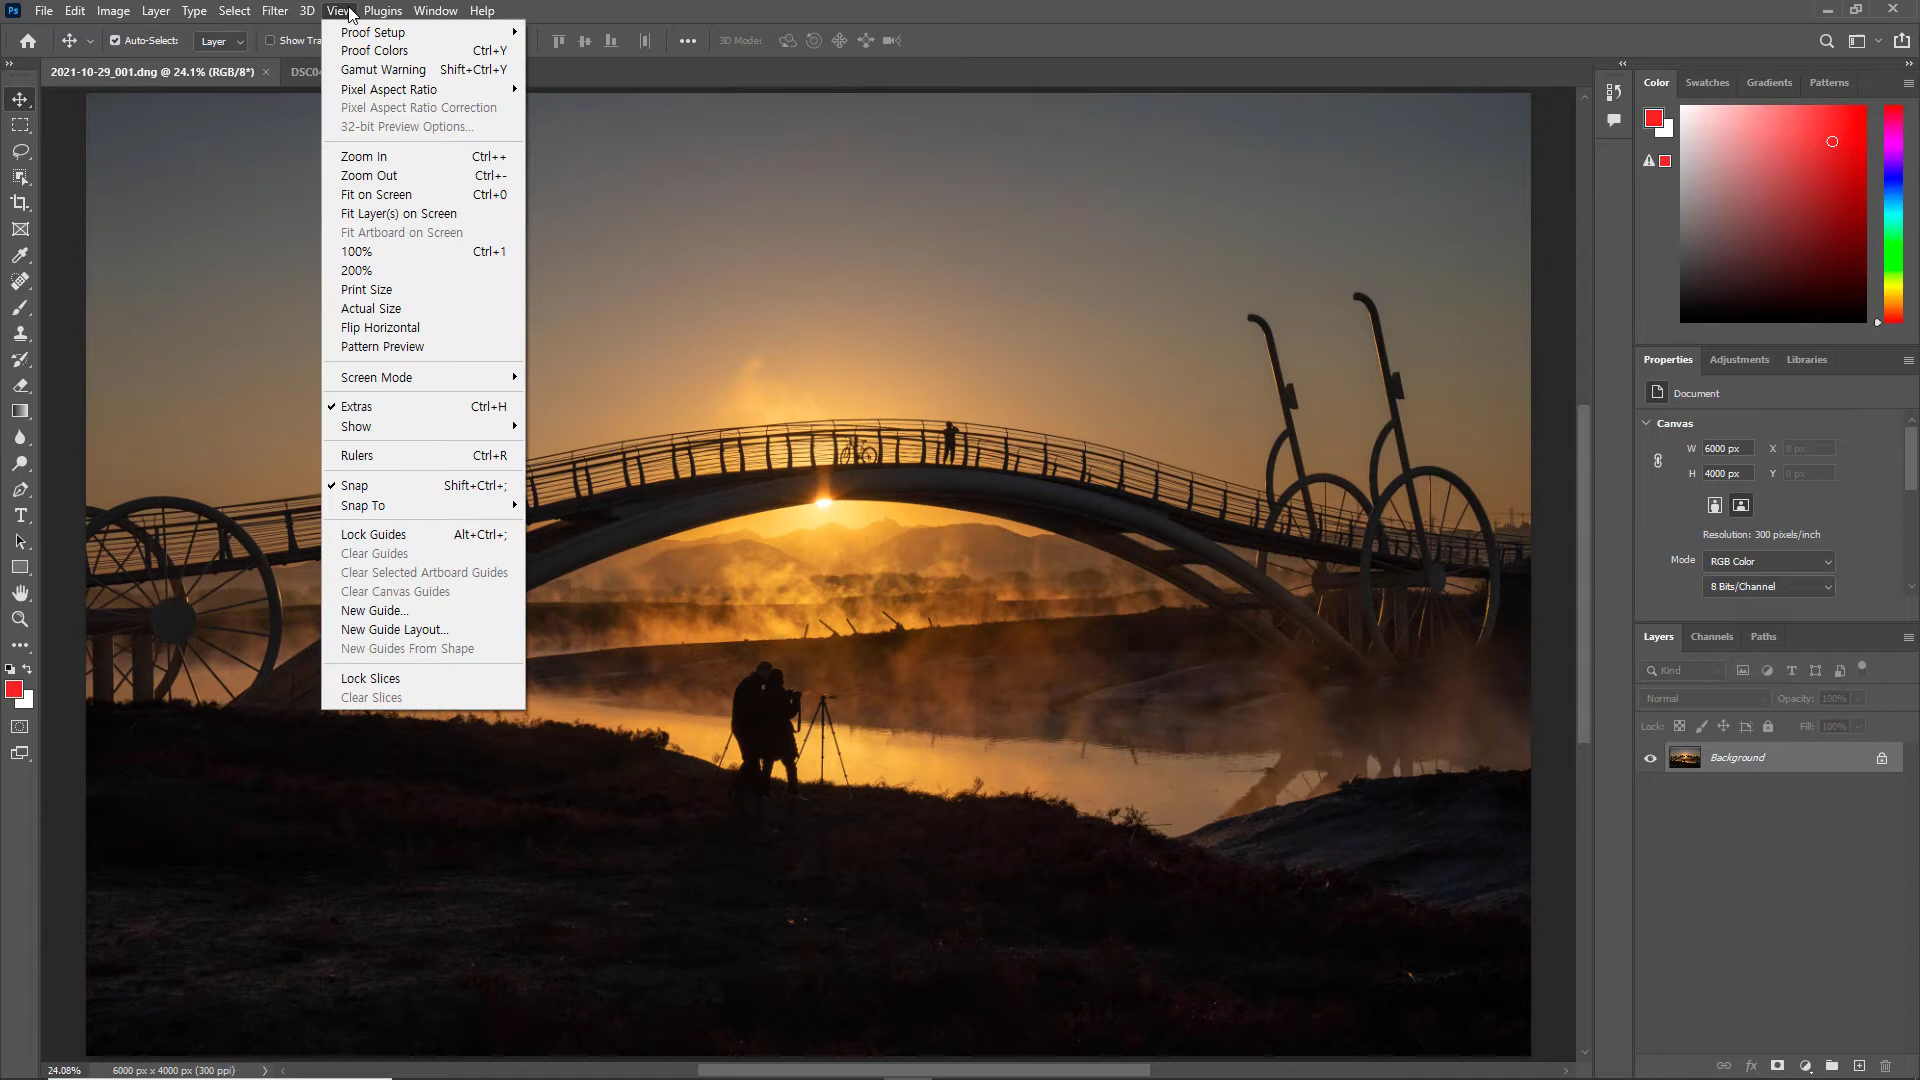 Ps File Edit Image Layer Type Select Filter 3D View Plugins Window Help
Auto-Select: Layer Show Tra 3D Mode:
2021-10-29_001.dng @ 24.1% (RGB/8*) × DSC04
Proof Setup
Proof Colors Ctrl+Y
Gamut Warning Shift+Ctrl+Y
Pixel Aspect Ratio
Pixel Aspect Ratio Correction
32-bit Preview Options...
Zoom In Ctrl++
Zoom Out Ctrl+-
Fit on Screen Ctrl+0
Fit Layer(s) on Screen
Fit Artboard on Screen
100% Ctrl+1
200%
Print Size
Actual Size
Flip Horizontal
Pattern Preview
Screen Mode
Extras Ctrl+H
Show
Rulers Ctrl+R
Snap Shift+Ctrl+;
Snap To
Lock Guides Alt+Ctrl+;
Clear Guides
Clear Selected Artboard Guides
Clear Canvas Guides
New Guide...
New Guide Layout...
New Guides From Shape
Lock Slices
Clear Slices
Color Swatches Gradients Patterns
Properties Adjustments Libraries
Document
Canvas
W 6000 px X 0 px
H 4000 px Y 0 px
Resolution: 300 pixels/inch
Mode RGB Color
8 Bits/Channel
Layers Channels Paths
Kind
Normal Opacity: 100%
Lock: Fill: 100%
Background
24.08% 6000 px x 4000 px (300 ppi)